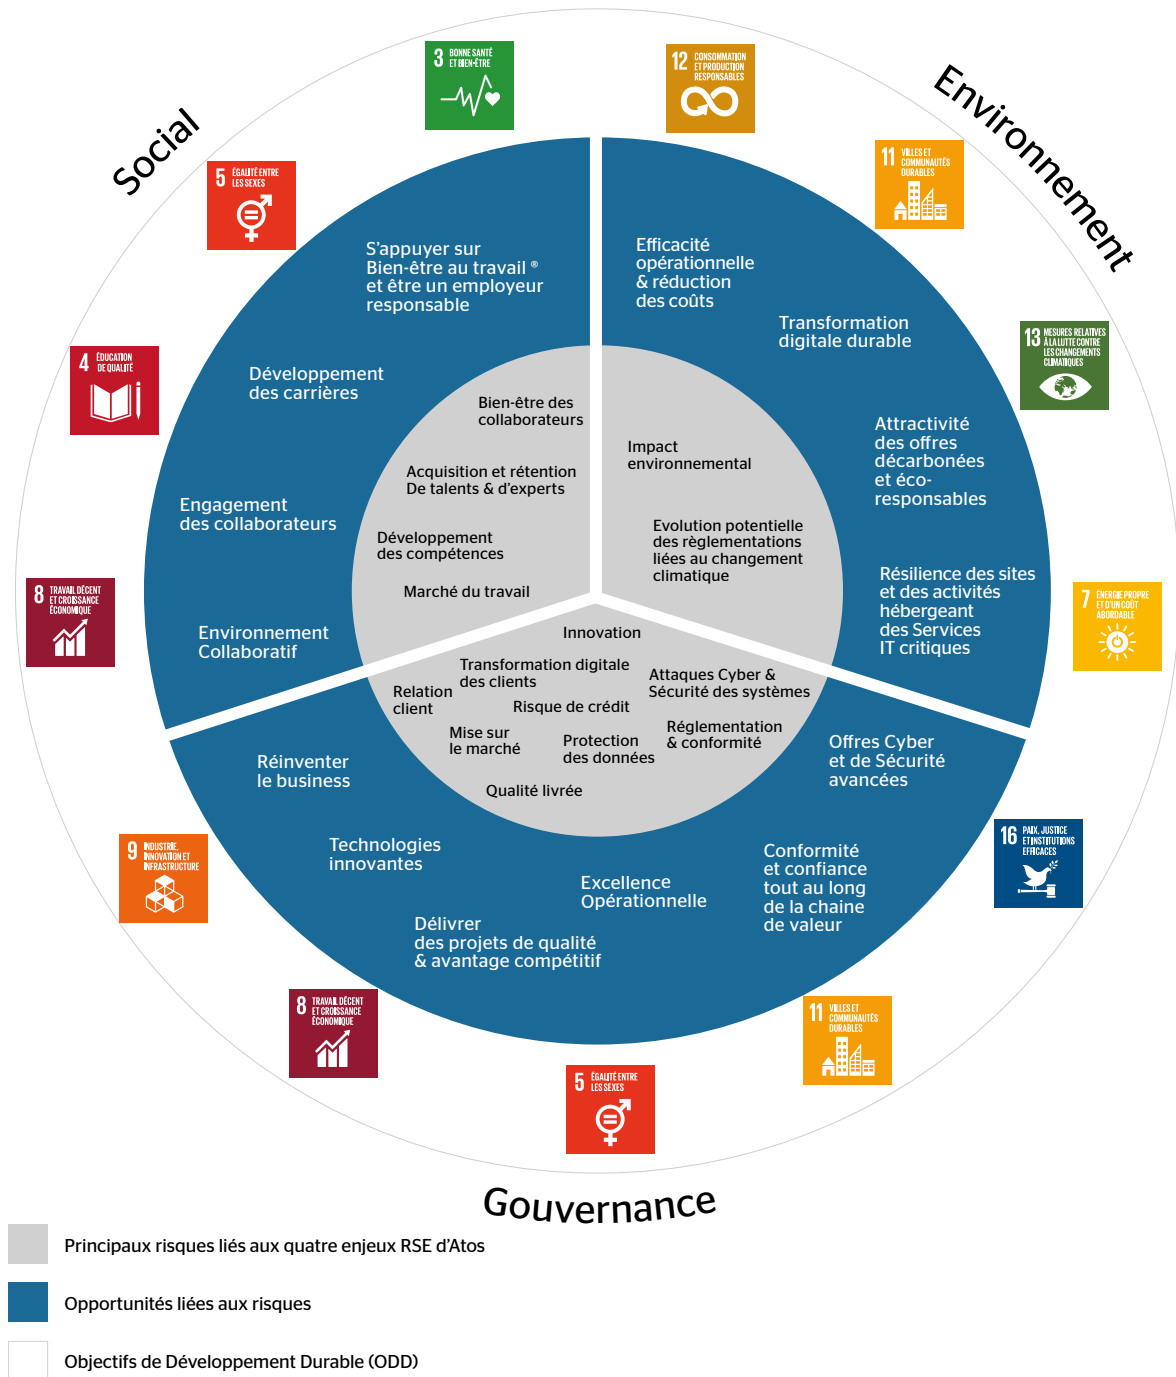 Social
3 BONNE SANTÉ
ET BIEN-ÊTRE
5 ÉGALITÉ ENTRE
LES SEXES
4 ÉDUCATION
DE QUALITÉ
8 TRAVAIL DÉCENT
ET CROISSANCE
ÉCONOMIQUE
S'appuyer sur
Bien-être au travail ®
et être un employeur
responsable
Développement
des carrières
Engagement
des collaborateurs
Environnement
Collaboratif
Bien-être des
collaborateurs
Acquisition et rétention
De talents & d'experts
Développement
des compétences
Marché du travail
Environnement
12 CONSOMMATION
ET PRODUCTION
RESPONSABLES
11 VILLES ET
COMMUNAUTÉS
DURABLES
13 MESURES RELATIVES
À LA LUTTE CONTRE
LES CHANGEMENTS
CLIMATIQUES
7 ÉNERGIE PROPRE
ET D'UN COÛT
ABORDABLE
Efficacité
opérationnelle
& réduction
des coûts
Transformation
digitale durable
Attractivité
des offres
décarbonées
et éco-
responsables
Résilience des sites
et des activités
hébergeant
des Services
IT critiques
Impact
environnemental
Evolution potentielle
des règlementations
liées au changement
climatique
Innovation
Transformation digitale
des clients
Attaques Cyber &
Sécurité des systèmes
Relation
client
Risque de crédit
Mise sur
le marché
Protection
des données
Réglementation
& conformité
Qualité livrée
Réinventer
le business
Technologies
innovantes
Délivrer
des projets de qualité
& avantage compétitif
Excellence
Opérationnelle
Conformité
et confiance
tout au long
de la chaine
de valeur
Offres Cyber
et de Sécurité
avancées
9 INDUSTRIE,
INNOVATION ET
INFRASTRUCTURE
8 TRAVAIL DÉCENT
ET CROISSANCE
ÉCONOMIQUE
5 ÉGALITÉ ENTRE
LES SEXES
11 VILLES ET
COMMUNAUTÉS
DURABLES
16 PAIX, JUSTICE
ET INSTITUTIONS
EFFICACES
Gouvernance
Principaux risques liés aux quatre enjeux RSE d'Atos
Opportunités liées aux risques
Objectifs de Développement Durable (ODD)